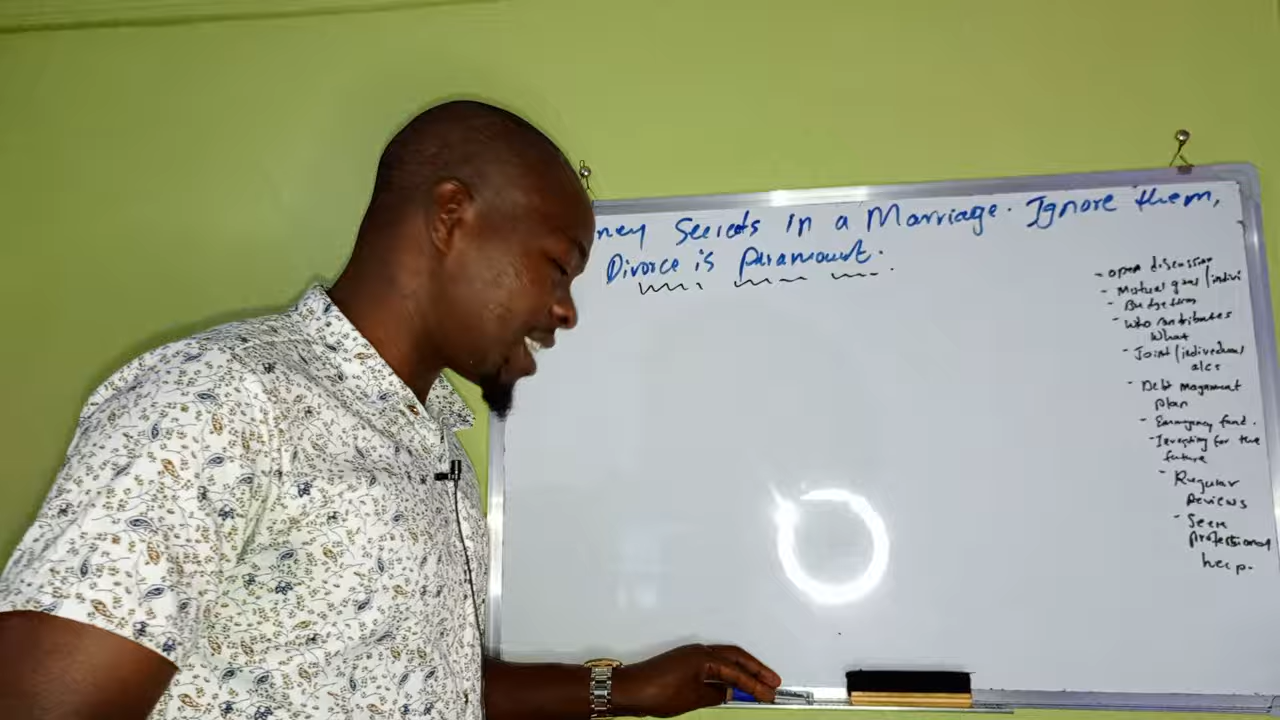 ney Secrets in a Marriage. Ignore them,
Divorce is Paramount.
- open discussion
- Mutual goal/indivi
- Budgeting
- Who contributes
What
- Joint/individual
a/cs
- Debt magment
plan
- Emergency fund.
- Investing for the
future
- Regular
Reviews
- Seek
professional
help.